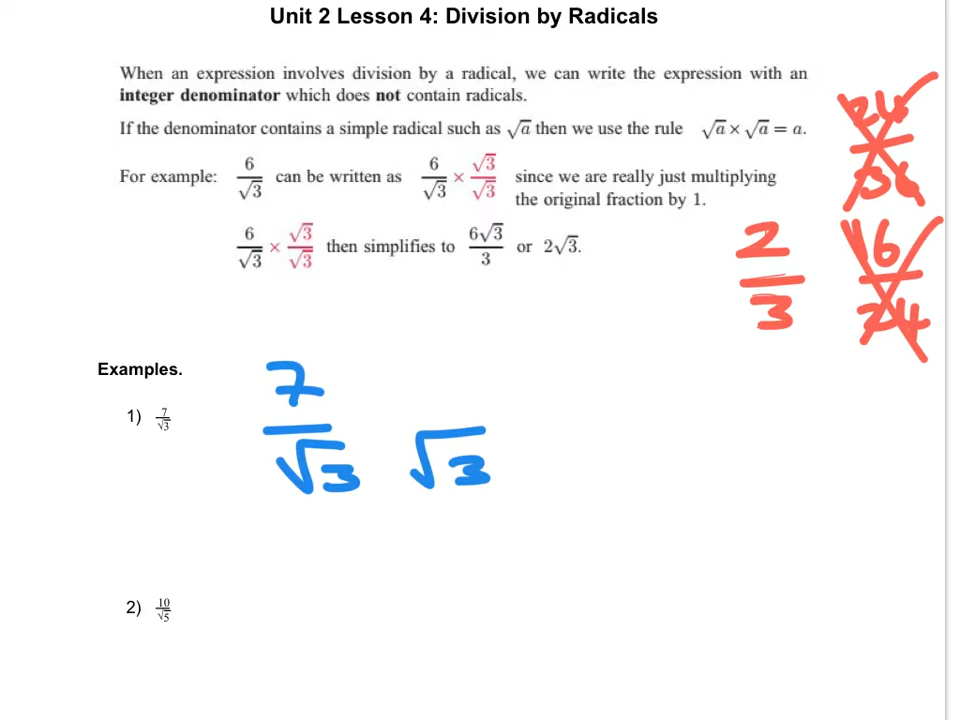 Unit 2 Lesson 4: Division by Radicals
When an expression involves division by a radical, we can write the expression with an
integer denominator which does not contain radicals.
If the denominator contains a simple radical such as √a then we use the rule √a × √a = a.
For example: 6/√3 can be written as 6/√3 × √3/√3 since we are really just multiplying
the original fraction by 1.
6/√3 × √3/√3 then simplifies to 6√3/3 or 2√3.
24/36
2/3
16/24
Examples.
1) 7/√3
7/√3 √3
2) 10/√5